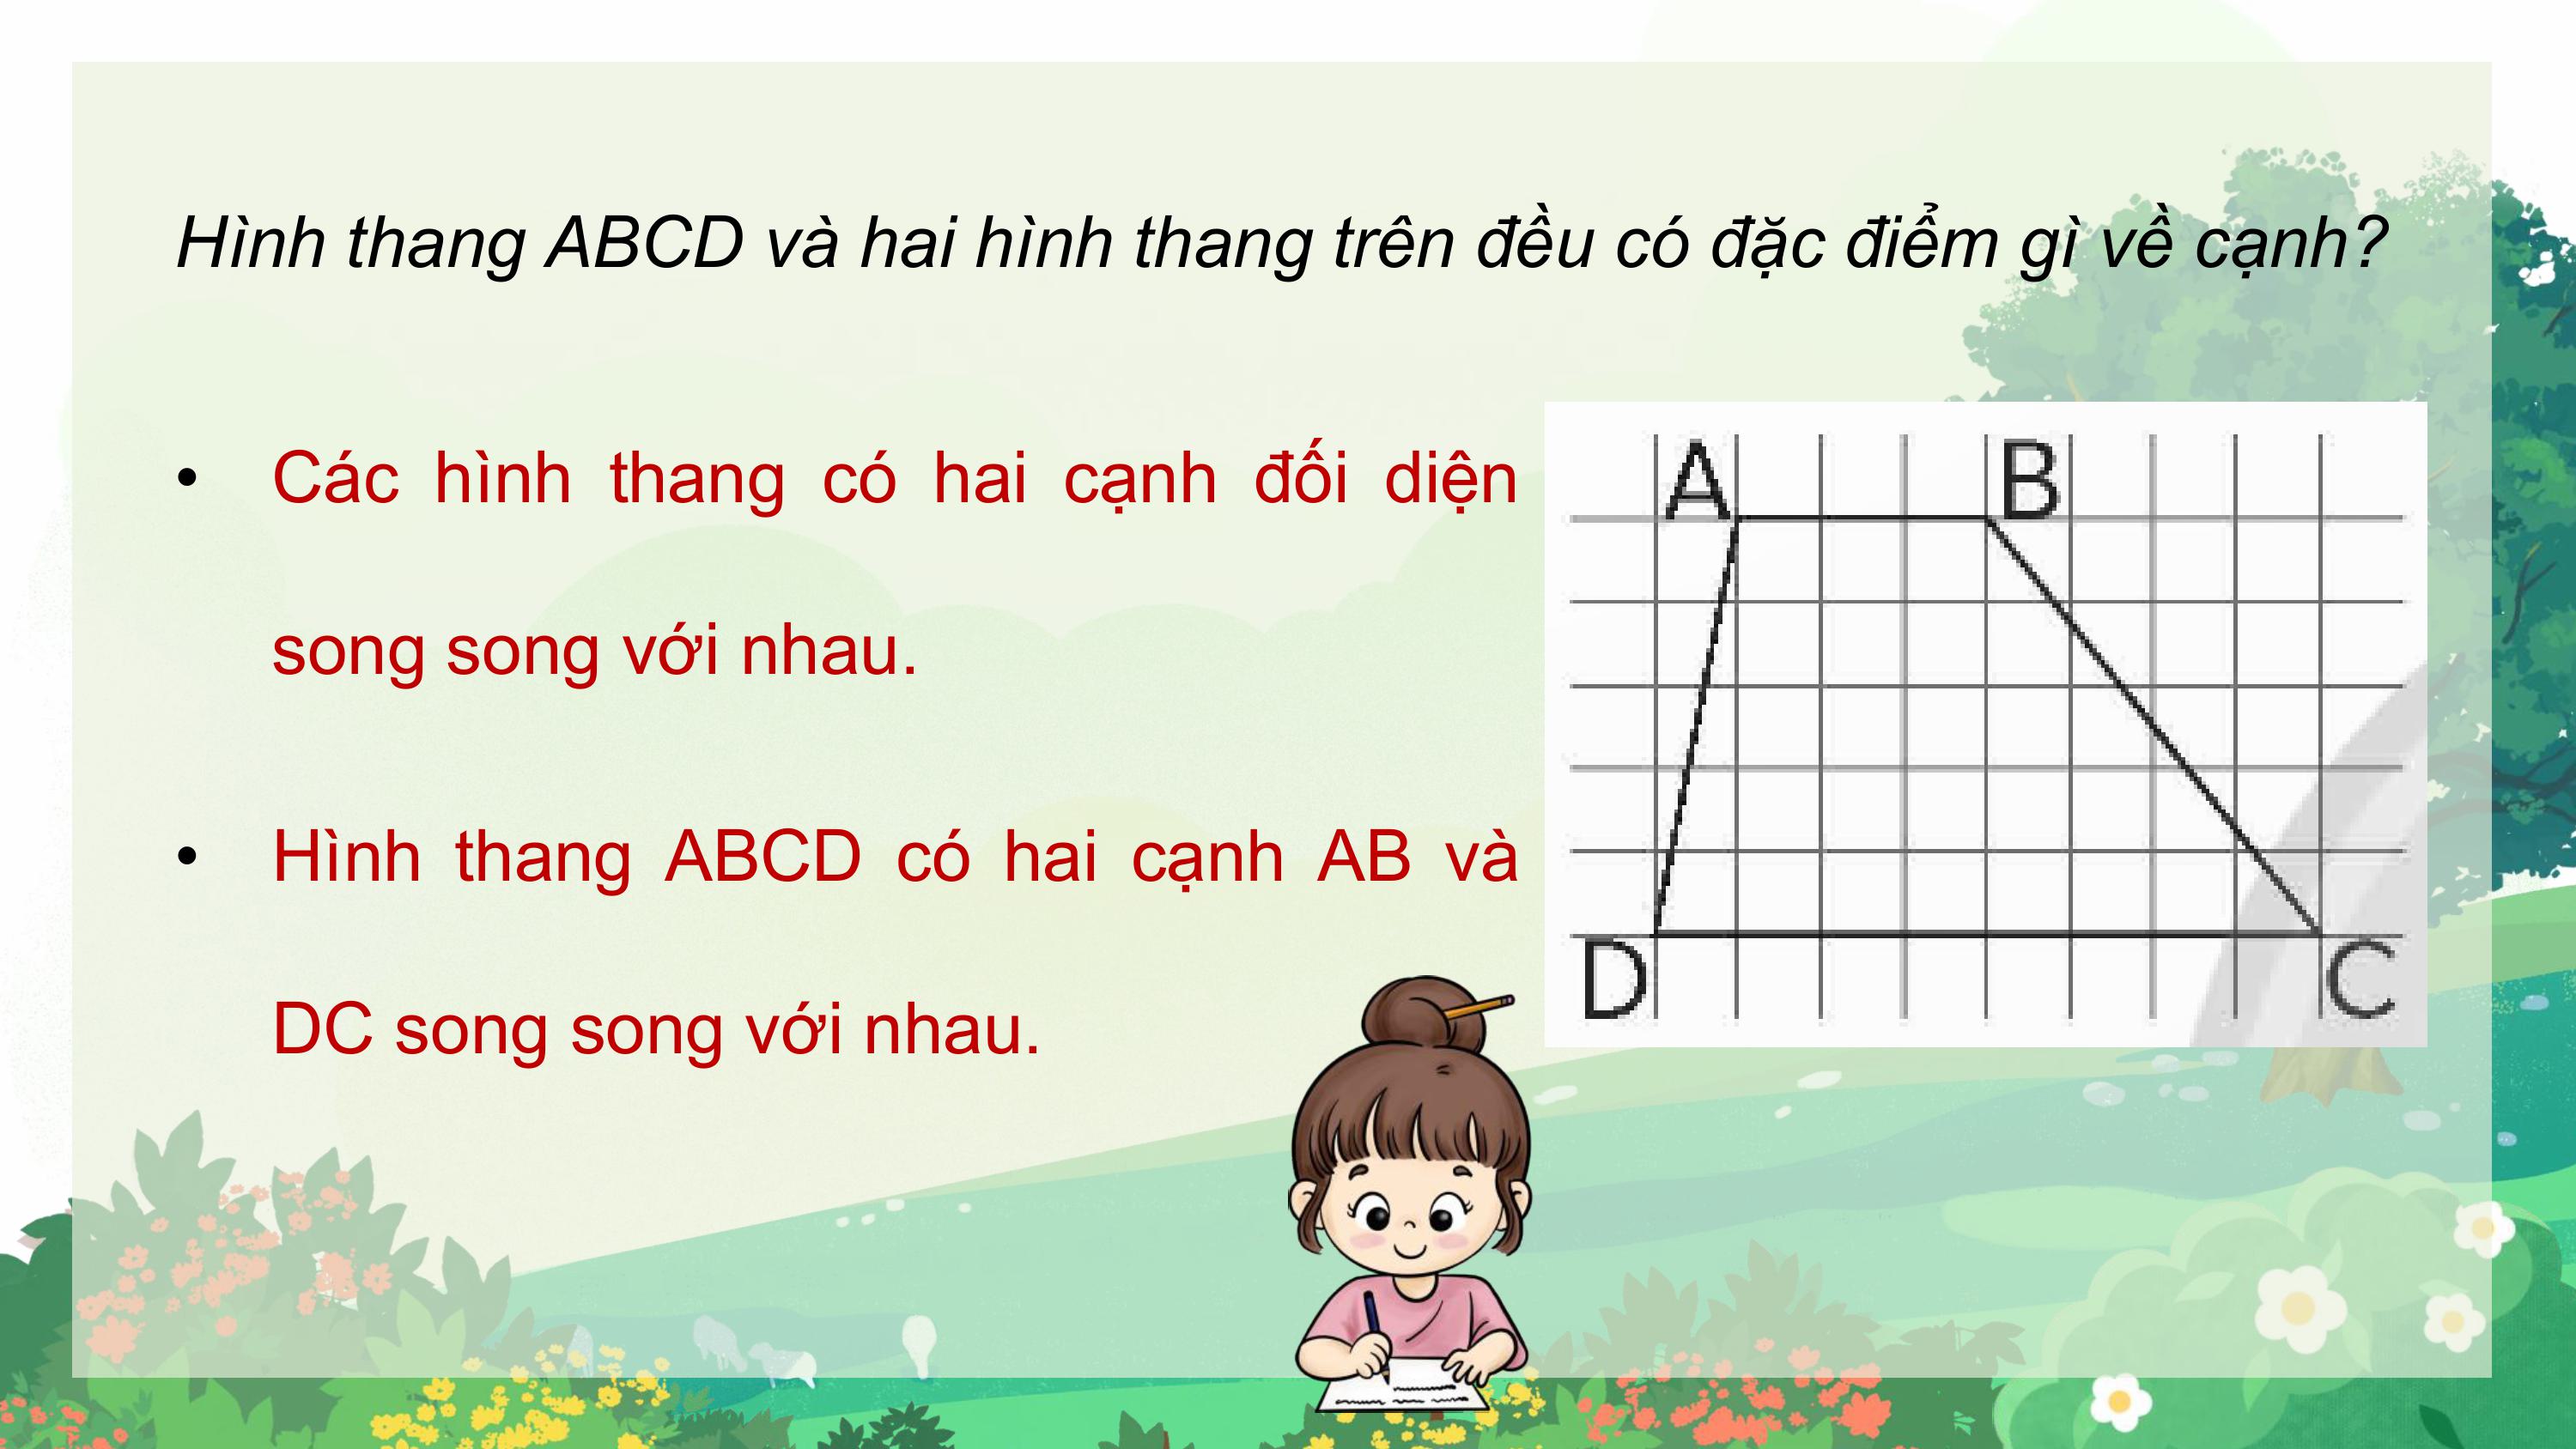 Hình thang ABCD và hai hình thang trên đều có đặc điểm gì về cạnh?
• Các hình thang có hai cạnh đối diện
song song với nhau.
• Hình thang ABCD có hai cạnh AB và
DC song song với nhau.
A B
D C